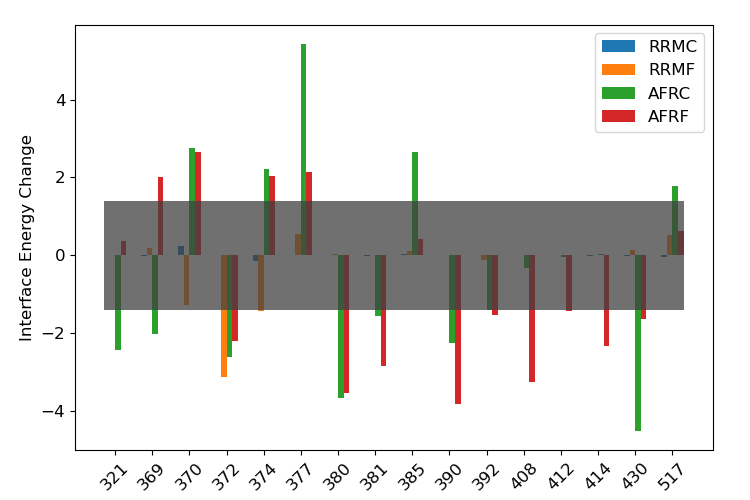 Interface Energy Change
4
2
0
−2
−4
RRMC
RRMF
AFRC
AFRF
321 369 370 372 374 377 380 381 385 390 392 408 412 414 430 517